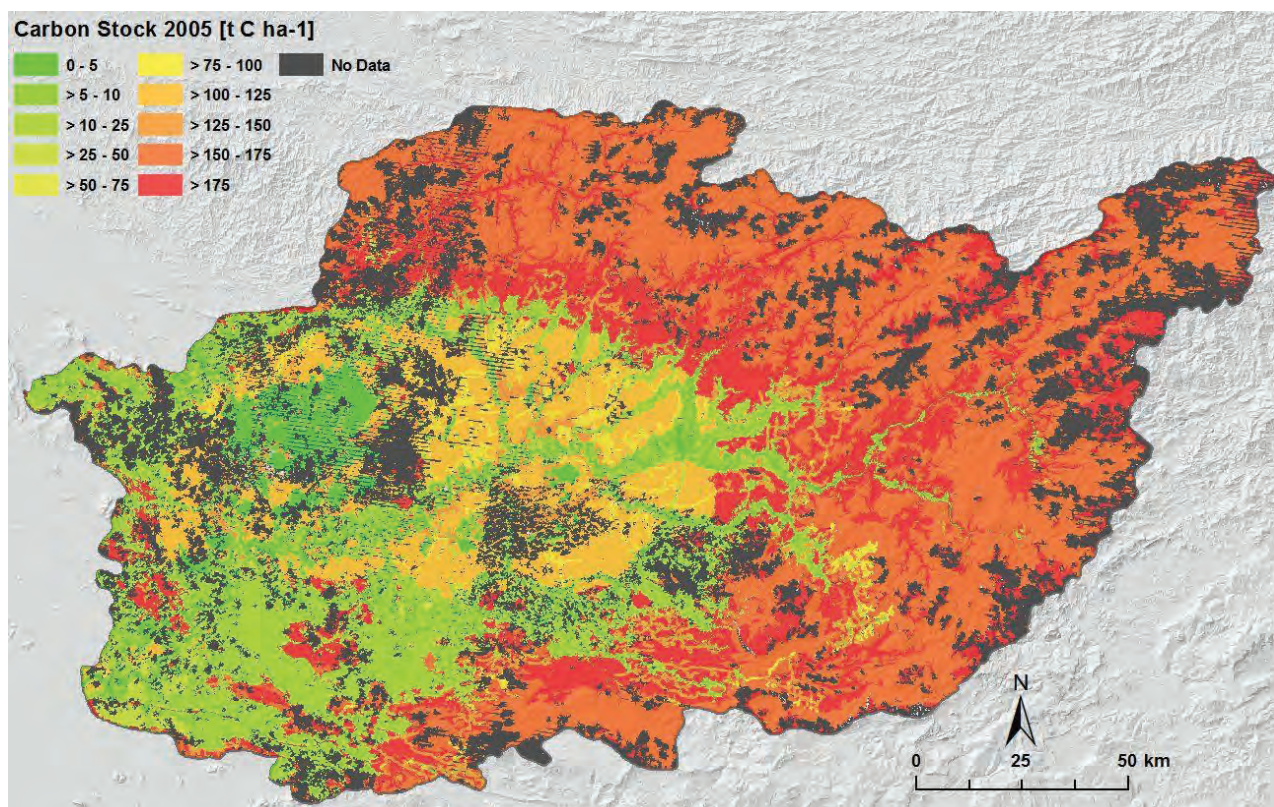 Carbon Stock 2005 [t C ha-1]
0 - 5
> 5 - 10
> 10 - 25
> 25 - 50
> 50 - 75
> 75 - 100
> 100 - 125
> 125 - 150
> 150 - 175
> 175
No Data
N
0 25 50 km